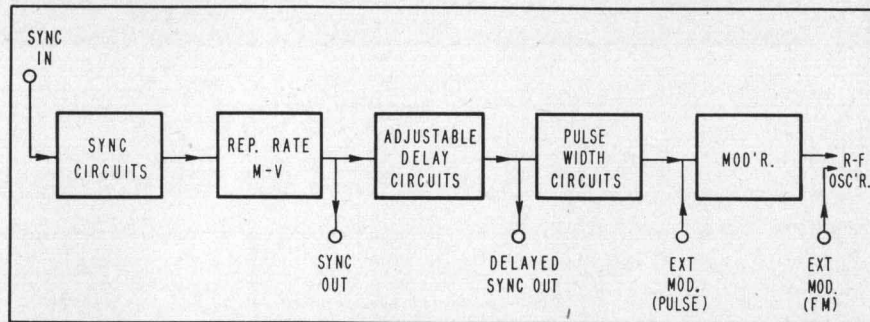 SYNC
IN
SYNC
CIRCUITS
REP. RATE
M-V
ADJUSTABLE
DELAY
CIRCUITS
PULSE
WIDTH
CIRCUITS
MOD'R.
R-F
OSC'R.
SYNC
OUT
DELAYED
SYNC OUT
EXT
MOD.
(PULSE)
EXT
MOD.
(FM)